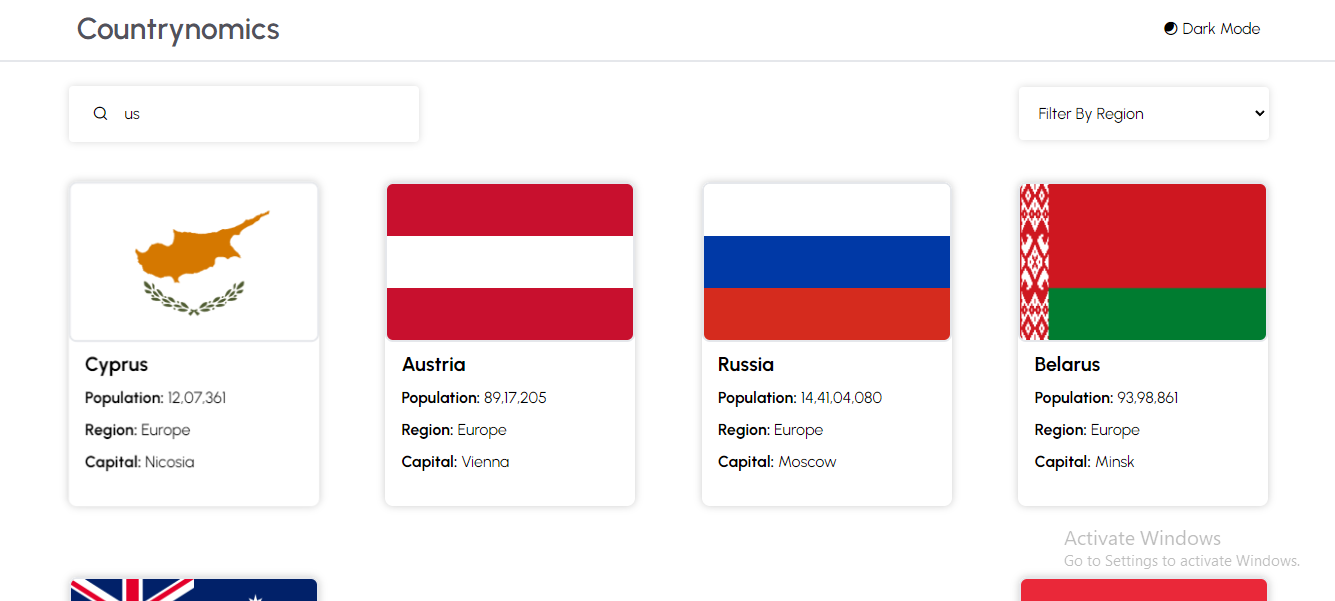 Countrynomics
Dark Mode
us
Filter By Region
Cyprus
Population: 12,07,361
Region: Europe
Capital: Nicosia
Austria
Population: 89,17,205
Region: Europe
Capital: Vienna
Russia
Population: 14,41,04,080
Region: Europe
Capital: Moscow
Belarus
Population: 93,98,861
Region: Europe
Capital: Minsk
Activate Windows
Go to Settings to activate Windows.